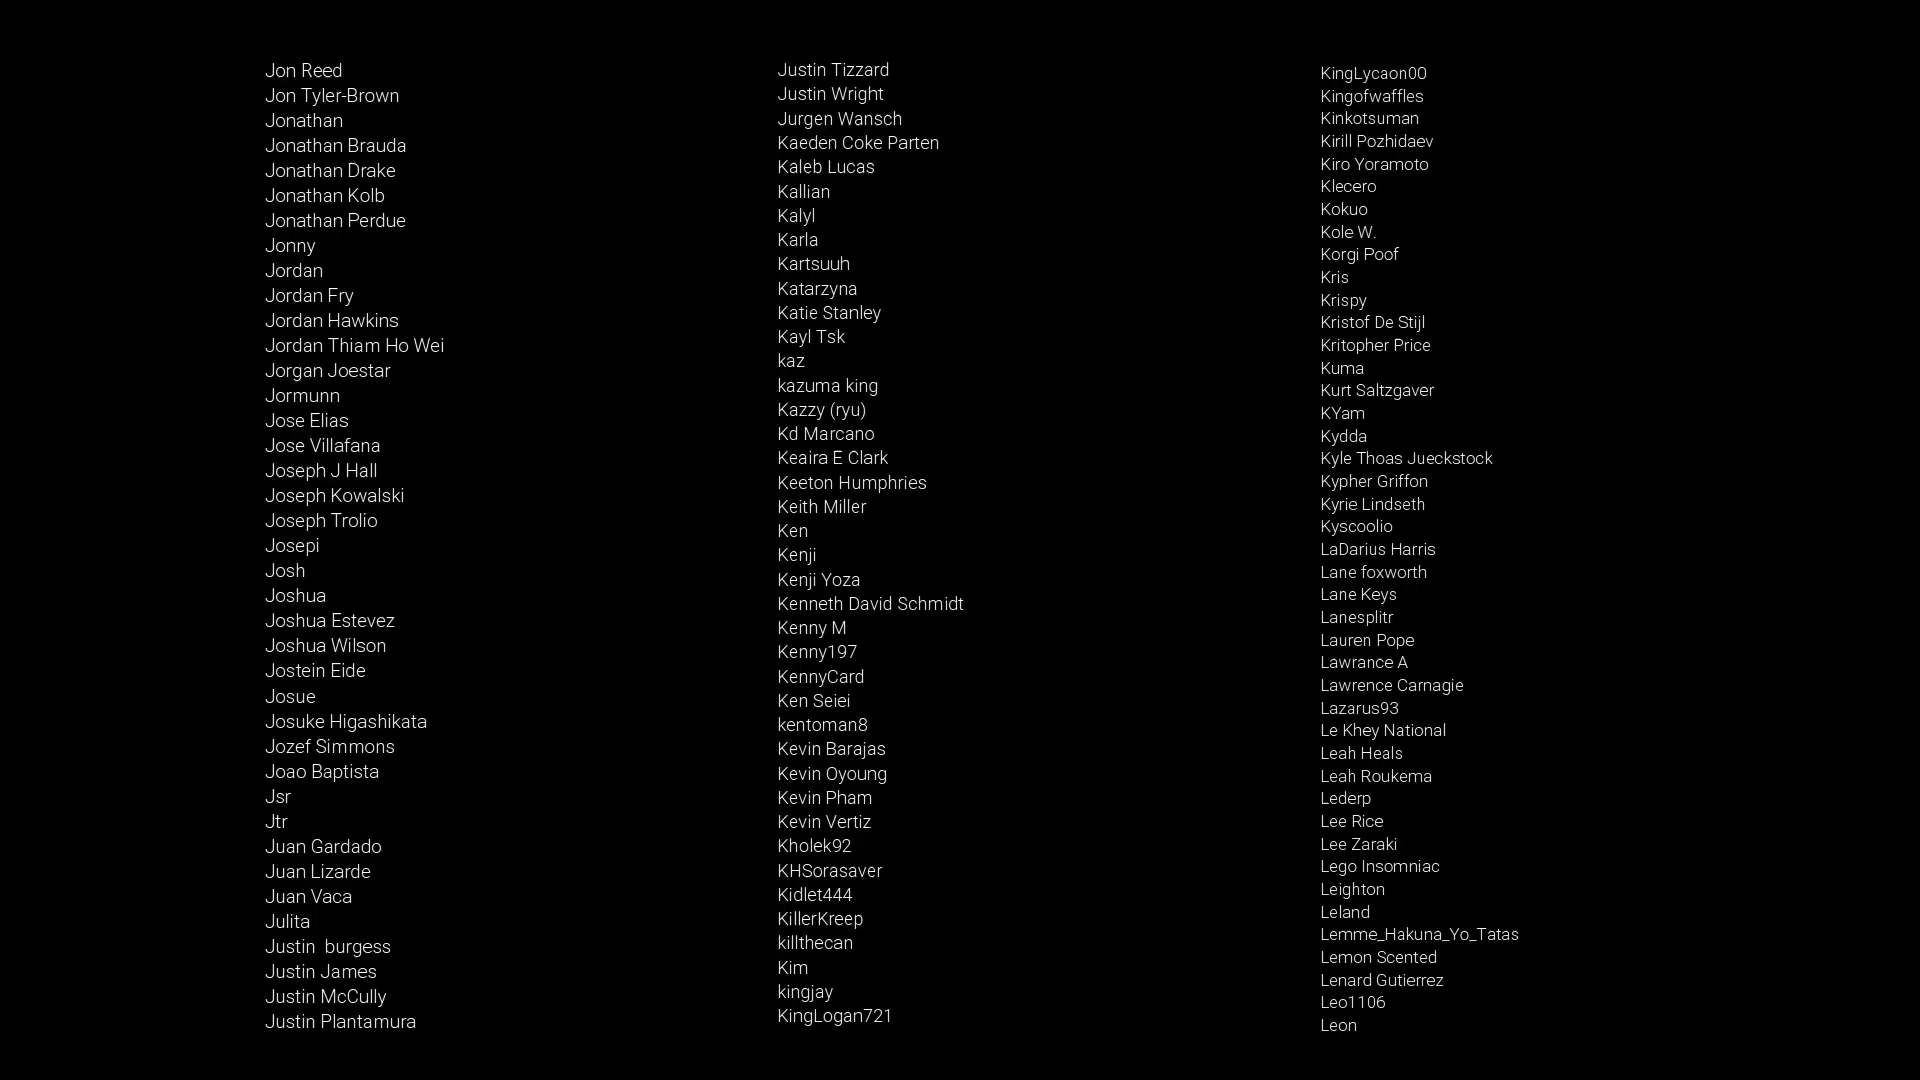 Jon Reed
Jon Tyler-Brown
Jonathan
Jonathan Brauda
Jonathan Drake
Jonathan Kolb
Jonathan Perdue
Jonny
Jordan
Jordan Fry
Jordan Hawkins
Jordan Thiam Ho Wei
Jorgan Joestar
Jormunn
Jose Elias
Jose Villafana
Joseph J Hall
Joseph Kowalski
Joseph Trolio
Josepi
Josh
Joshua
Joshua Estevez
Joshua Wilson
Jostein Eide
Josue
Josuke Higashikata
Jozef Simmons
Joao Baptista
Jsr
Jtr
Juan Gardado
Juan Lizarde
Juan Vaca
Julita
Justin  burgess
Justin James
Justin McCully
Justin Plantamura
Justin Tizzard
Justin Wright
Jurgen Wansch
Kaeden Coke Parten
Kaleb Lucas
Kallian
Kalyl
Karla
Kartsuuh
Katarzyna
Katie Stanley
Kayl Tsk
kaz
kazuma king
Kazzy (ryu)
Kd Marcano
Keaira E Clark
Keeton Humphries
Keith Miller
Ken
Kenji
Kenji Yoza
Kenneth David Schmidt
Kenny M
Kenny197
KennyCard
Ken Seiei
kentoman8
Kevin Barajas
Kevin Oyoung
Kevin Pham
Kevin Vertiz
Kholek92
KHSorasaver
Kidlet444
KillerKreep
killthecan
Kim
kingjay
KingLogan721
KingLycaon00
Kingofwaffles
Kinkotsuman
Kirill Pozhidaev
Kiro Yoramoto
Klecero
Kokuo
Kole W.
Korgi Poof
Kris
Krispy
Kristof De Stijl
Kritopher Price
Kuma
Kurt Saltzgaver
KYam
Kydda
Kyle Thoas Jueckstock
Kypher Griffon
Kyrie Lindseth
Kyscoolio
LaDarius Harris
Lane foxworth
Lane Keys
Lanesplitr
Lauren Pope
Lawrance A
Lawrence Carnagie
Lazarus93
Le Khey National
Leah Heals
Leah Roukema
Lederp
Lee Rice
Lee Zaraki
Lego Insomniac
Leighton
Leland
Lemme_Hakuna_Yo_Tatas
Lemon Scented
Lenard Gutierrez
Leo1106
Leon